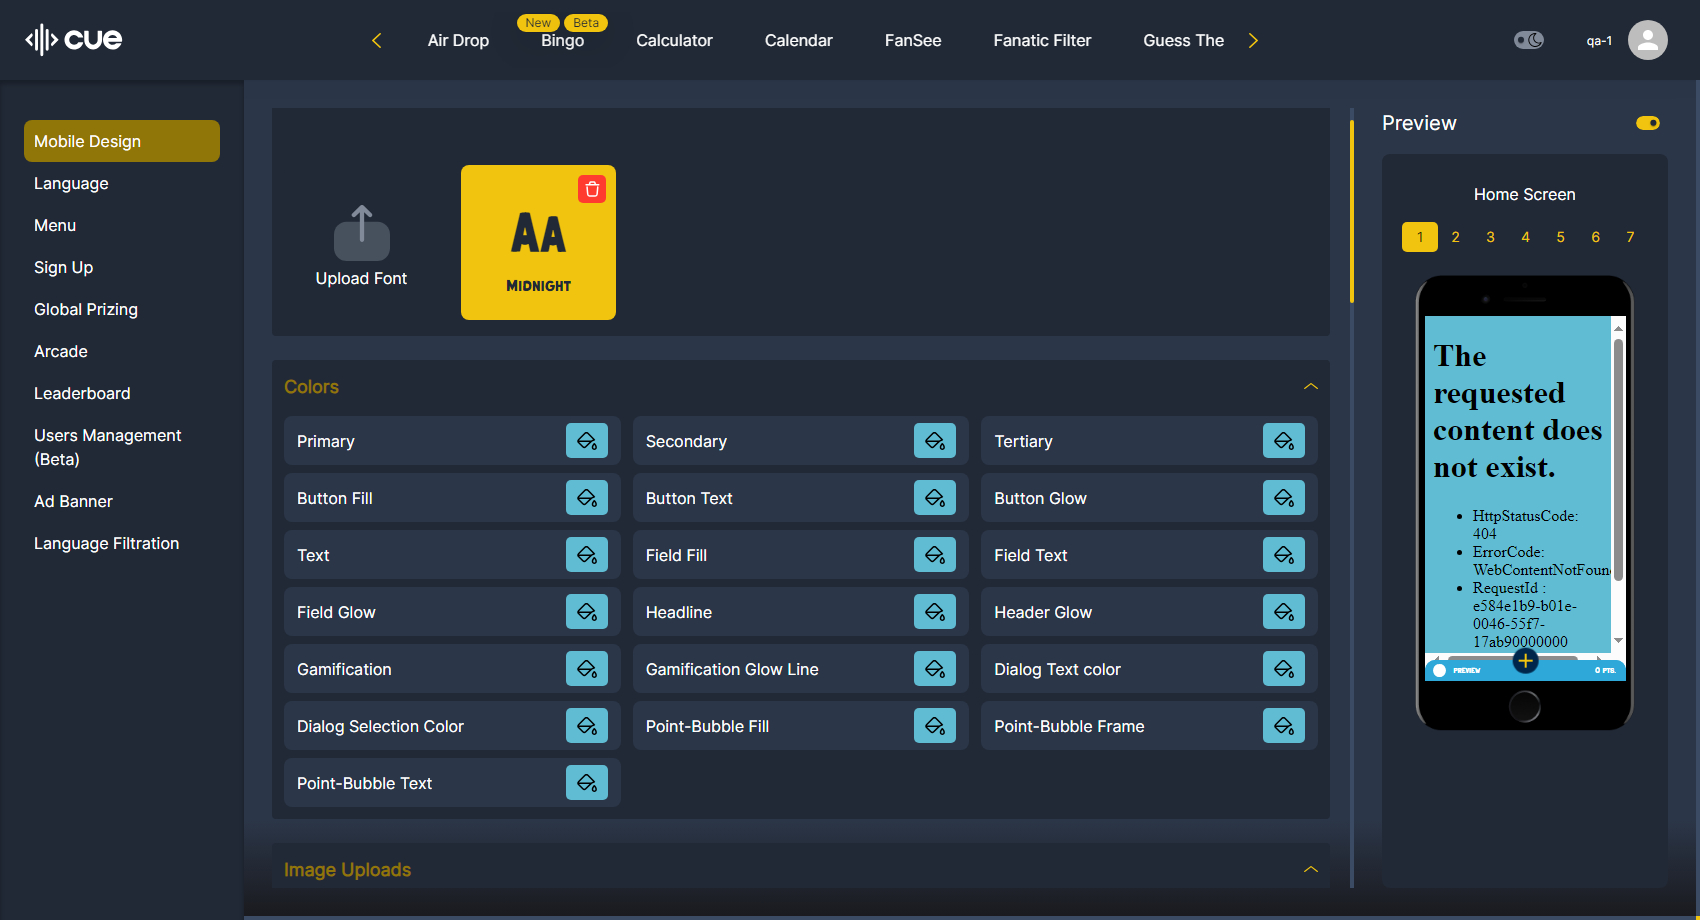 cue
Air Drop
New
Beta
Bingo
Calculator
Calendar
FanSee
Fanatic Filter
Guess The
qa-1
Mobile Design
Language
Menu
Sign Up
Global Prizing
Arcade
Leaderboard
Users Management
(Beta)
Ad Banner
Language Filtration
Upload Font
AA
MIDNIGHT
Colors
Primary
Secondary
Tertiary
Button Fill
Button Text
Button Glow
Text
Field Fill
Field Text
Field Glow
Headline
Header Glow
Gamification
Gamification Glow Line
Dialog Text color
Dialog Selection Color
Point-Bubble Fill
Point-Bubble Frame
Point-Bubble Text
Image Uploads
Preview
Home Screen
1 2 3 4 5 6 7
The
requested
content does
not exist.
• HttpStatusCode:
404
• ErrorCode:
WebContentNotFoun
• RequestId :
e584e1b9-b01e-
0046-55f7-
17ab90000000
PREVIEW
0 PTS.